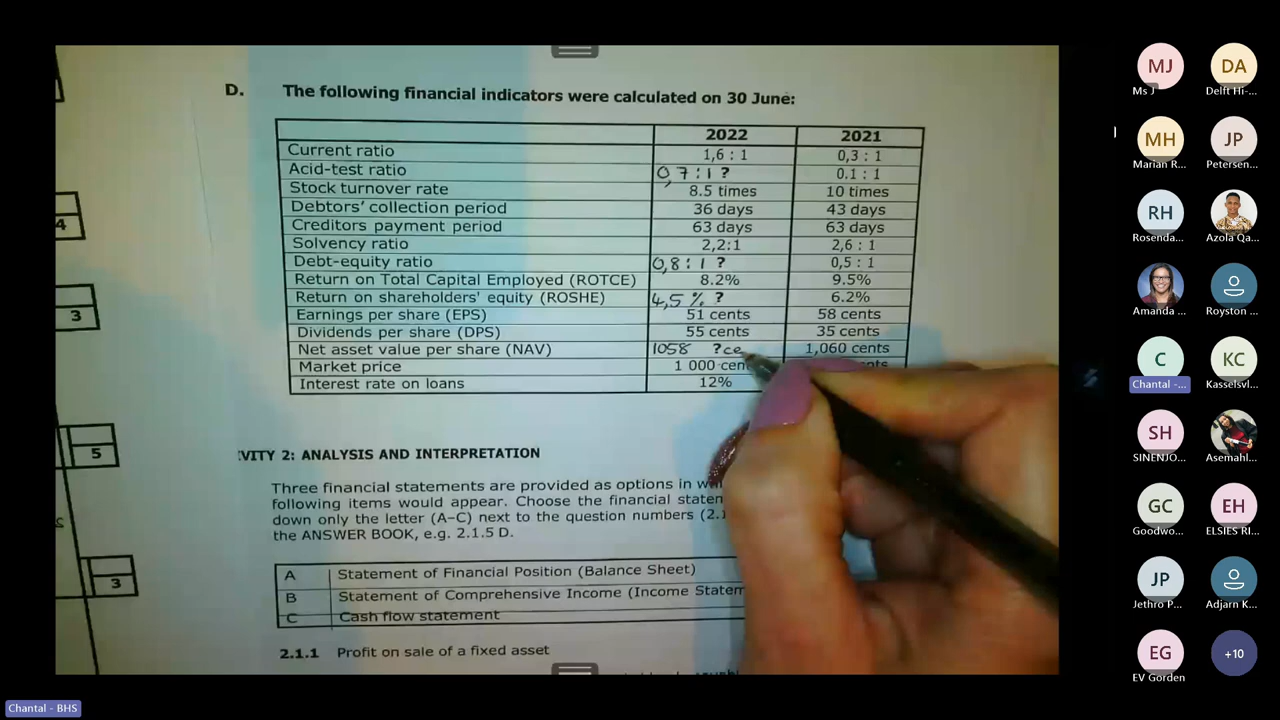 D. The following financial indicators were calculated on 30 June:
2022 2021
Current ratio 1,6 : 1 0,3 : 1
Acid-test ratio 0,7 : 1 ? 0.1 : 1
Stock turnover rate 8.5 times 10 times
Debtors' collection period 36 days 43 days
Creditors payment period 63 days 63 days
Solvency ratio 2,2:1 2,6 : 1
Debt-equity ratio 0,8 : 1 ? 0,5 : 1
Return on Total Capital Employed (ROTCE) 8.2% 9.5%
Return on shareholders' equity (ROSHE) 4,5 % ? 6.2%
Earnings per share (EPS) 51 cents 58 cents
Dividends per share (DPS) 55 cents 35 cents
Net asset value per share (NAV) 1058 ?ce 1,060 cents
Market price 1 000 cen
Interest rate on loans 12%
4
3
5
3
VITY 2: ANALYSIS AND INTERPRETATION
Three financial statements are provided as options in
following items would appear. Choose the financial
down only the letter (A–C) next to the question numbers (2.1
the ANSWER BOOK, e.g. 2.1.5 D.
A Statement of Financial Position (Balance Sheet)
B Statement of Comprehensive Income (Income Statem
C Cash flow statement
2.1.1 Profit on sale of a fixed asset
MJ
Ms J
DA
Delft Hi-...
MH
Marian R...
JP
Petersen...
RH
Rosenda...
Azola Qa...
Amanda ...
Royston ...
C
Chantal -...
KC
Kasselsvl...
SH
SINENJO...
Asemahl...
GC
Goodwo...
EH
ELSIES RI...
JP
Jethro P...
Adjarn K...
EG
EV Gorden
+10
Chantal - BHS